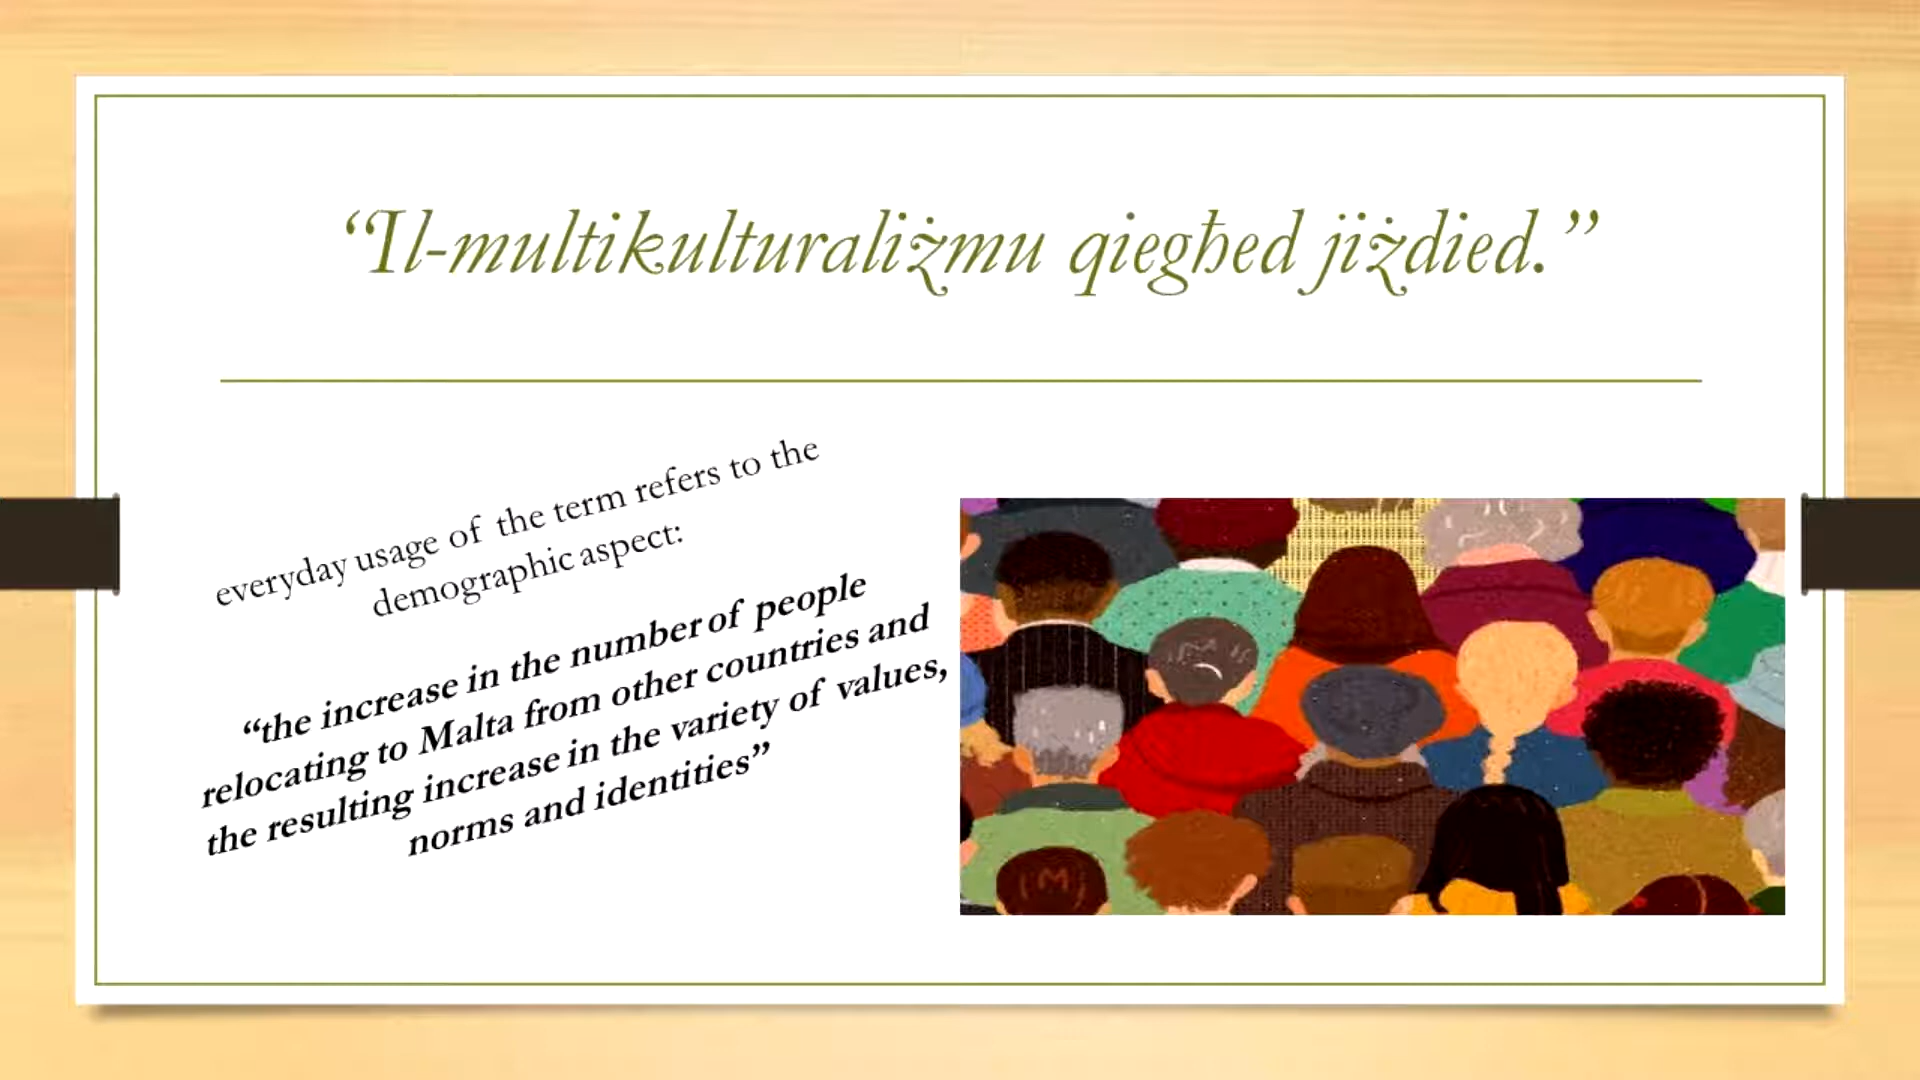 “Il-multikulturaliżmu qiegħed jiżdied.”
everyday usage of the term refers to the
demographic aspect:
“the increase in the number of people
relocating to Malta from other countries and
the resulting increase in the variety of values,
norms and identities”